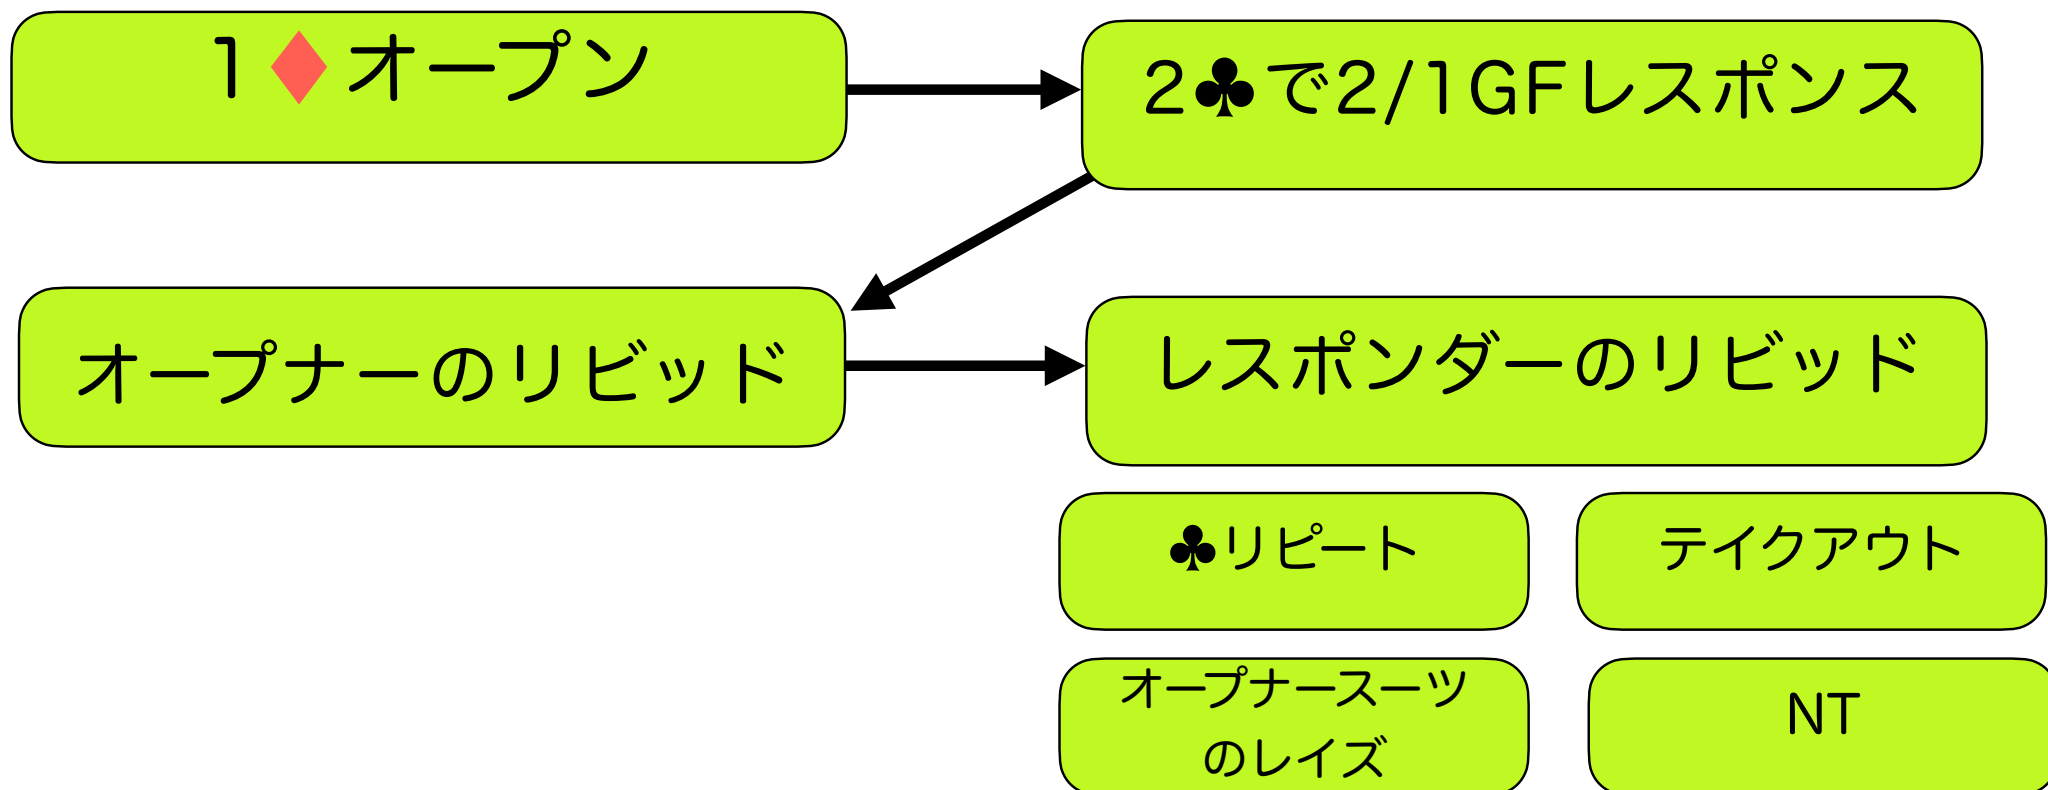 1♦オープン
2♣で2/1GFレスポンス
オープナーのリビッド
レスポンダーのリビッド
♣リピート
テイクアウト
オープナースーツ
のレイズ
NT